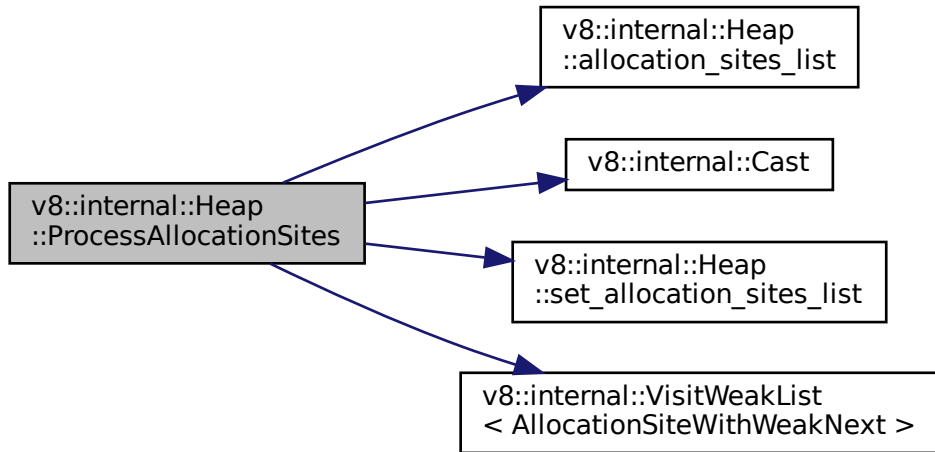 v8::internal::Heap
::allocation_sites_list
v8::internal::Cast
v8::internal::Heap
::ProcessAllocationSites
v8::internal::Heap
::set_allocation_sites_list
v8::internal::VisitWeakList
< AllocationSiteWithWeakNext >